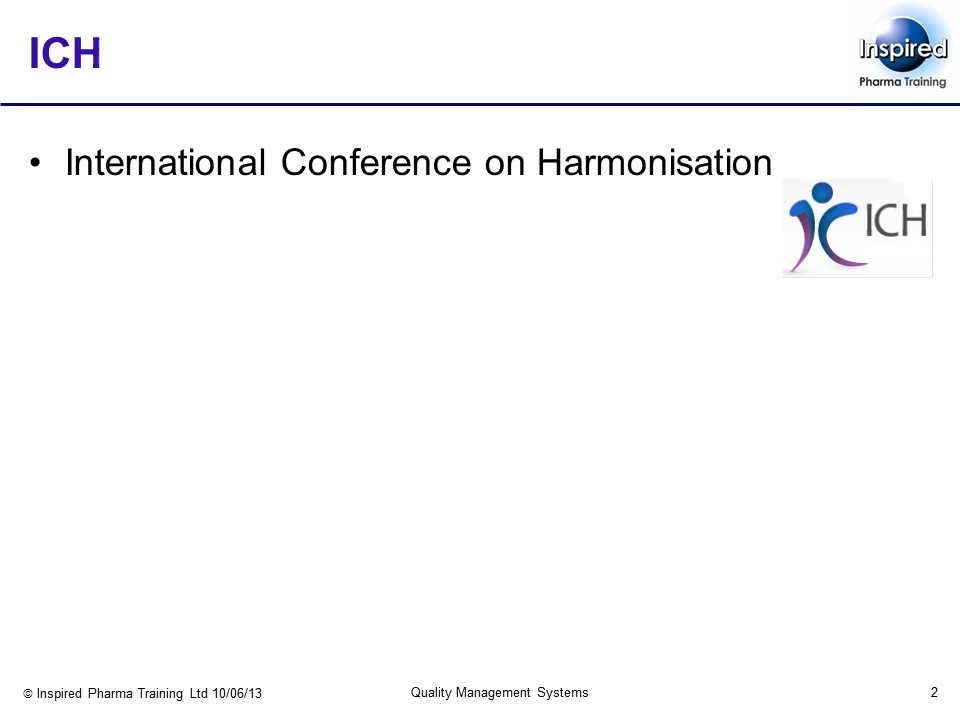 ICH
Inspired
Pharma Training
• International Conference on Harmonisation
ICH
© Inspired Pharma Training Ltd 10/06/13
Quality Management Systems
2